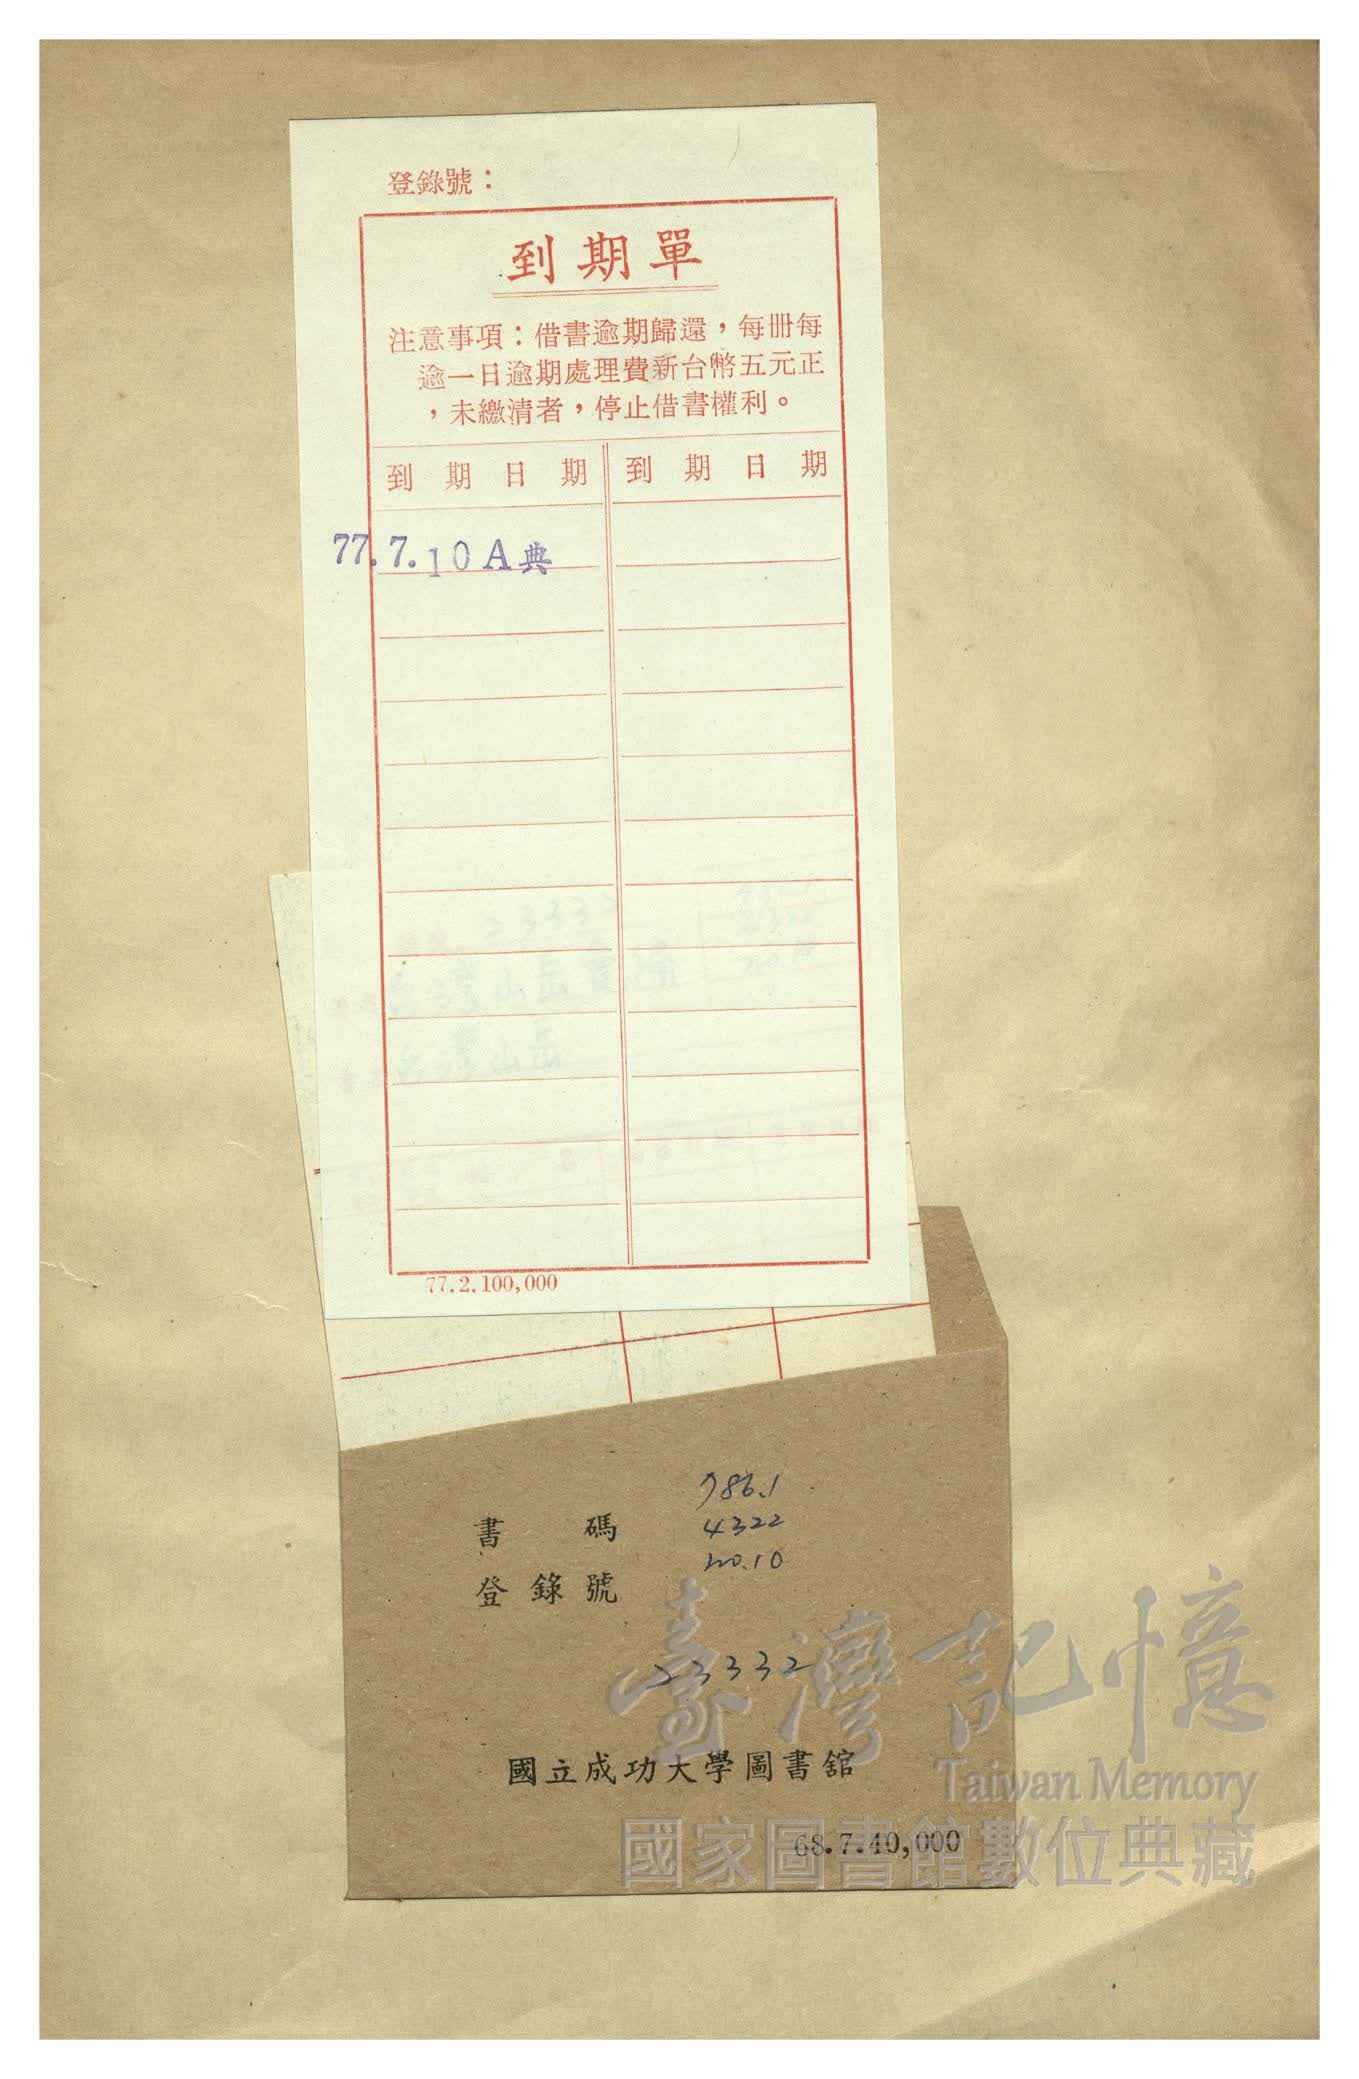 登錄號：
到期單
注意事項：借書逾期歸還，每冊每
逾一日逾期處理費新台幣五元正
，未繳清者，停止借書權利。
到期日期 到期日期
77.7.10A典
77.2.100,000
786.1
書碼 4322
no.10
登錄號
23332
國立成功大學圖書舘
68.7.40,000
臺灣記憶
Taiwan Memory
國家圖書館數位典藏